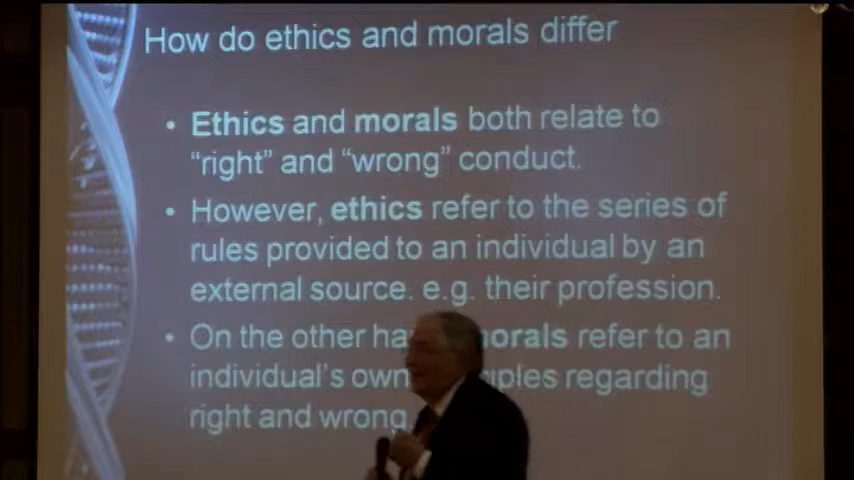 How do ethics and morals differ
• Ethics and morals both relate to
“right” and “wrong” conduct.
• However, ethics refer to the series of
rules provided to an individual by an
external source. e.g. their profession.
• On the other refer to an
individual’s own regarding
right and wrong.